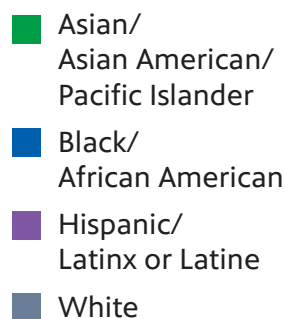 Asian/
Asian American/
Pacific Islander
Black/
African American
Hispanic/
Latinx or Latine
White